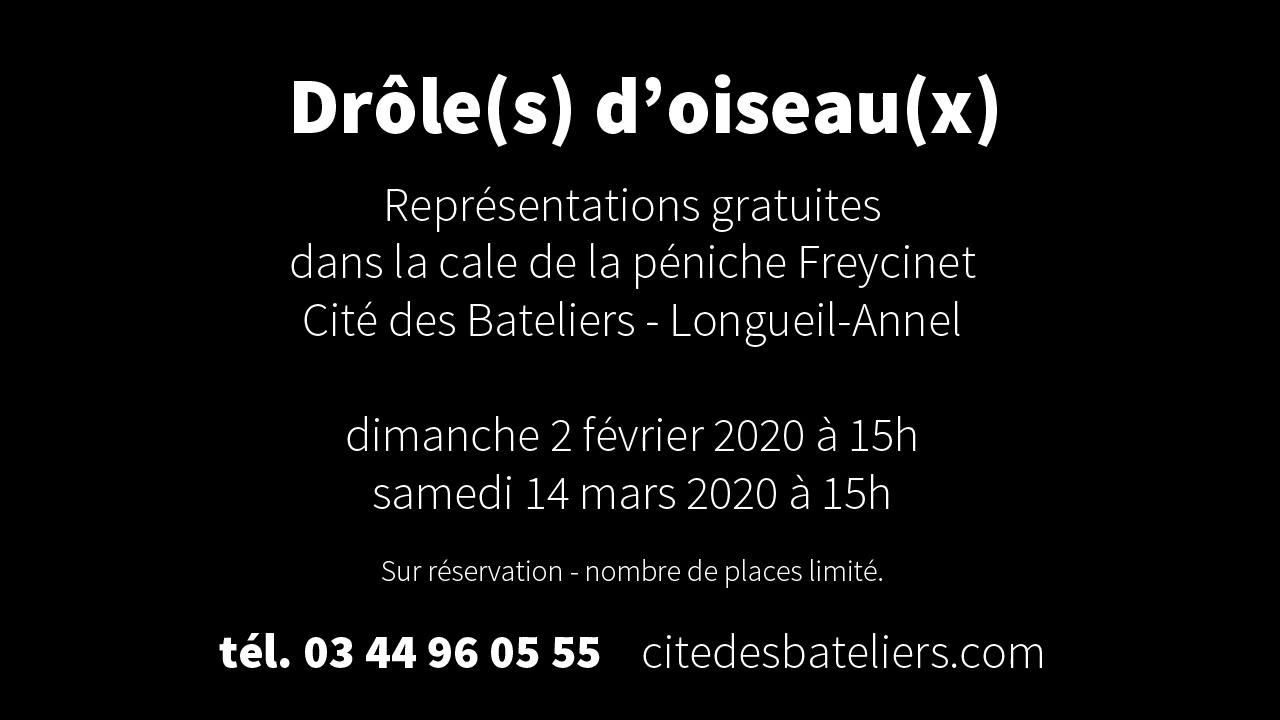 Drôle(s) d’oiseau(x)
Représentations gratuites
dans la cale de la péniche Freycinet
Cité des Bateliers - Longueil-Annel
dimanche 2 février 2020 à 15h
samedi 14 mars 2020 à 15h
Sur réservation - nombre de places limité.
tél. 03 44 96 05 55 citedesbateliers.com